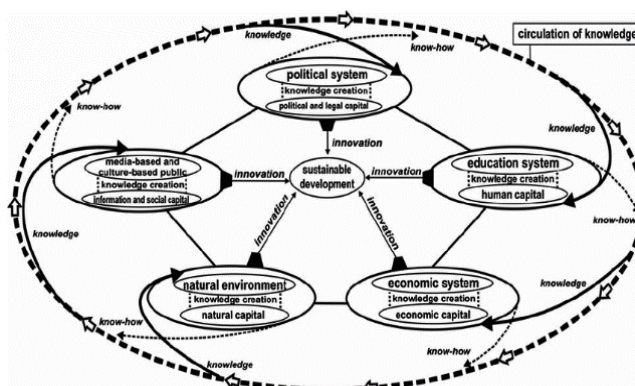 knowledge
know-how
circulation of knowledge
political system
knowledge creation
political and legal capital
know-how
knowledge
innovation
media-based and
culture-based public
knowledge creation
information and social capital
innovation
sustainable
development
innovation
education system
knowledge creation
human capital
know-how
knowledge
innovation
innovation
natural environment
knowledge creation
natural capital
economic system
knowledge creation
economic capital
knowledge
know-how
knowledge
know-how